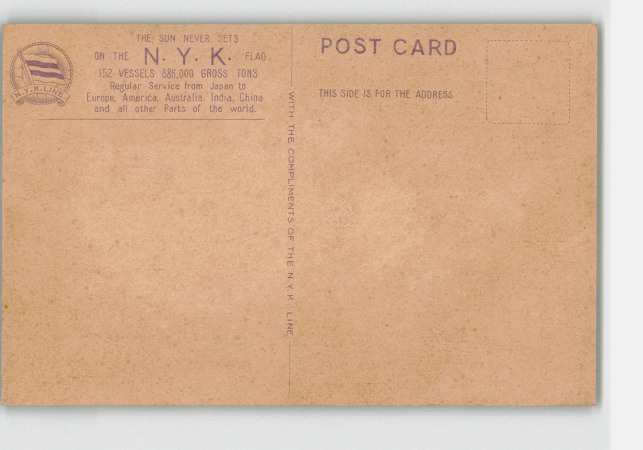 THE SUN NEVER SETS
ON THE N.Y.K. FLAG
152 VESSELS 886,000 GROSS TONS
Regular Service from Japan to
Europe, America, Australia, India, China
and all other Parts of the world.
N.Y.K.LINE
WITH THE COMPLIMENTS OF THE N.Y.K. LINE
POST CARD
THIS SIDE IS FOR THE ADDRESS